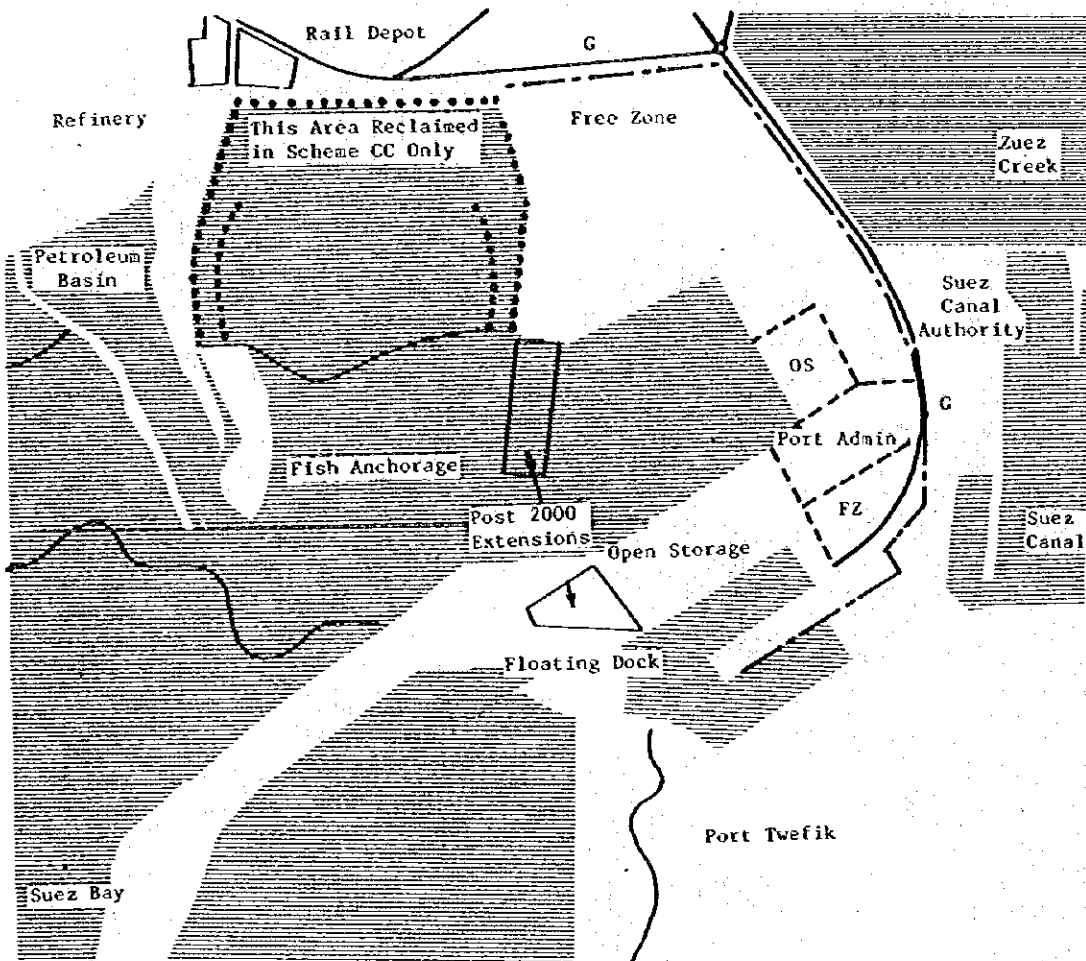 Rail Depot
G
Refinery
This Area Reclaimed
in Scheme CC Only
Free Zone
Zuez
Creek
Petroleum
Basin
Suez
Canal
Authority
OS
G
Port Admin
Fish Anchorage
FZ
Post 2000
Extensions
Open Storage
Suez
Canal
Floating Dock
Port Twefik
Suez Bay